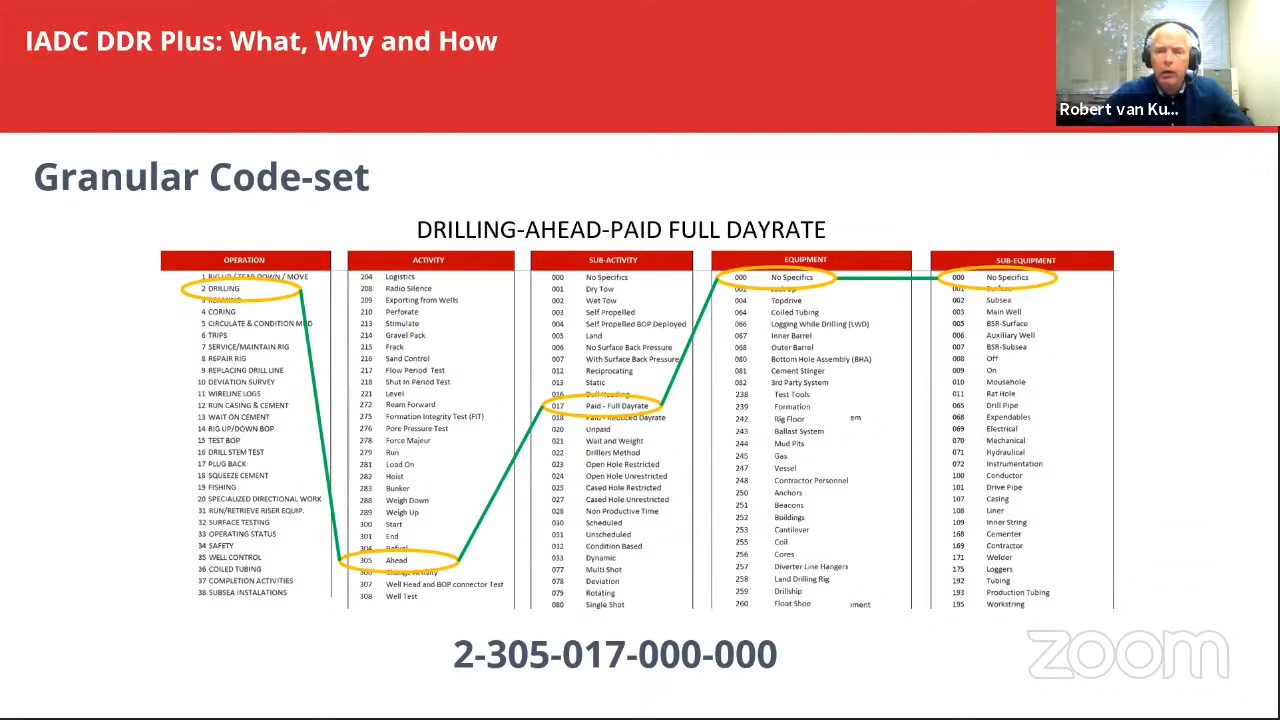 IADC DDR Plus: What, Why and How
Robert van Ku...
Granular Code-set
DRILLING-AHEAD-PAID FULL DAYRATE
OPERATION
1 RIG UP / TEAR DOWN / MOVE
2 DRILLING
3 REAMING
4 CORING
5 CIRCULATE & CONDITION MUD
6 TRIPS
7 SERVICE/MAINTAIN RIG
8 REPAIR RIG
9 REPLACING DRILL LINE
10 DEVIATION SURVEY
11 WIRELINE LOGS
12 RUN CASING & CEMENT
13 WAIT ON CEMENT
14 RIG UP/DOWN BOP
15 TEST BOP
16 DRILL STEM TEST
17 PLUG BACK
18 SQUEEZE CEMENT
19 FISHING
20 SPECIALIZED DIRECTIONAL WORK
31 RUN/RETRIEVE RISER EQUIP.
32 SURFACE TESTING
33 OPERATING STATUS
34 SAFETY
35 WELL CONTROL
36 COILED TUBING
37 COMPLETION ACTIVITIES
38 SUBSEA INSTALATIONS
ACTIVITY
204 Logistics
208 Radio Silence
209 Exporting from Wells
210 Perforate
213 Stimulate
214 Gravel Pack
215 Frack
216 Sand Control
217 Flow Period Test
218 Shut In Period Test
221 Level
272 Ream Forward
275 Formation Integrity Test (FIT)
276 Pore Pressure Test
278 Force Majeur
279 Run
281 Load On
282 Hoist
283 Bunker
288 Weigh Down
289 Weigh Up
300 Start
301 End
304 Refuel
305 Ahead
306 Change Activity
307 Well Head and BOP connector Test
308 Well Test
SUB-ACTIVITY
000 No Specifics
001 Dry Tow
002 Wet Tow
003 Self Propelled
004 Self Propelled BOP Deployed
005 Land
006 No Surface Back Pressure
007 With Surface Back Pressure
012 Reciprocating
013 Static
016 Bull Heading
017 Paid - Full Dayrate
018 Paid - Reduced Dayrate
020 Unpaid
021 Wait and Weight
022 Drillers Method
023 Open Hole Restricted
024 Open Hole Unrestricted
025 Cased Hole Restricted
027 Cased Hole Unrestricted
028 Non Productive Time
030 Scheduled
031 Unscheduled
032 Condition Based
033 Dynamic
077 Multi Shot
078 Deviation
079 Rotating
080 Single Shot
EQUIPMENT
000 No Specifics
002
004 Topdrive
064 Coiled Tubing
066 Logging While Drilling (LWD)
067 Inner Barrel
068 Outer Barrel
080 Bottom Hole Assembly (BHA)
081 Cement Stinger
082 3rd Party System
238 Test Tools
239 Formation
242 Rig Floor em
243 Ballast System
244 Mud Pits
245 Gas
247 Vessel
248 Contractor Personnel
250 Anchors
251 Beacons
252 Buildings
253 Cantilever
255 Coil
256 Cores
257 Diverter Line Hangers
258 Land Drilling Rig
259 Drillship
260 Float Shoe ment
SUB-EQUIPMENT
000 No Specifics
001 Surface
002 Subsea
003 Main Well
005 BSR-Surface
006 Auxiliary Well
007 BSR-Subsea
008 Off
009 On
010 Mousehole
011 Rat Hole
065 Drill Pipe
068 Expendables
069 Electrical
070 Mechanical
071 Hydraulical
072 Instrumentation
100 Conductor
101 Drive Pipe
107 Casing
108 Liner
109 Inner String
168 Cementer
169 Contractor
171 Welder
175 Loggers
192 Tubing
193 Production Tubing
195 Workstring
2-305-017-000-000
zoom